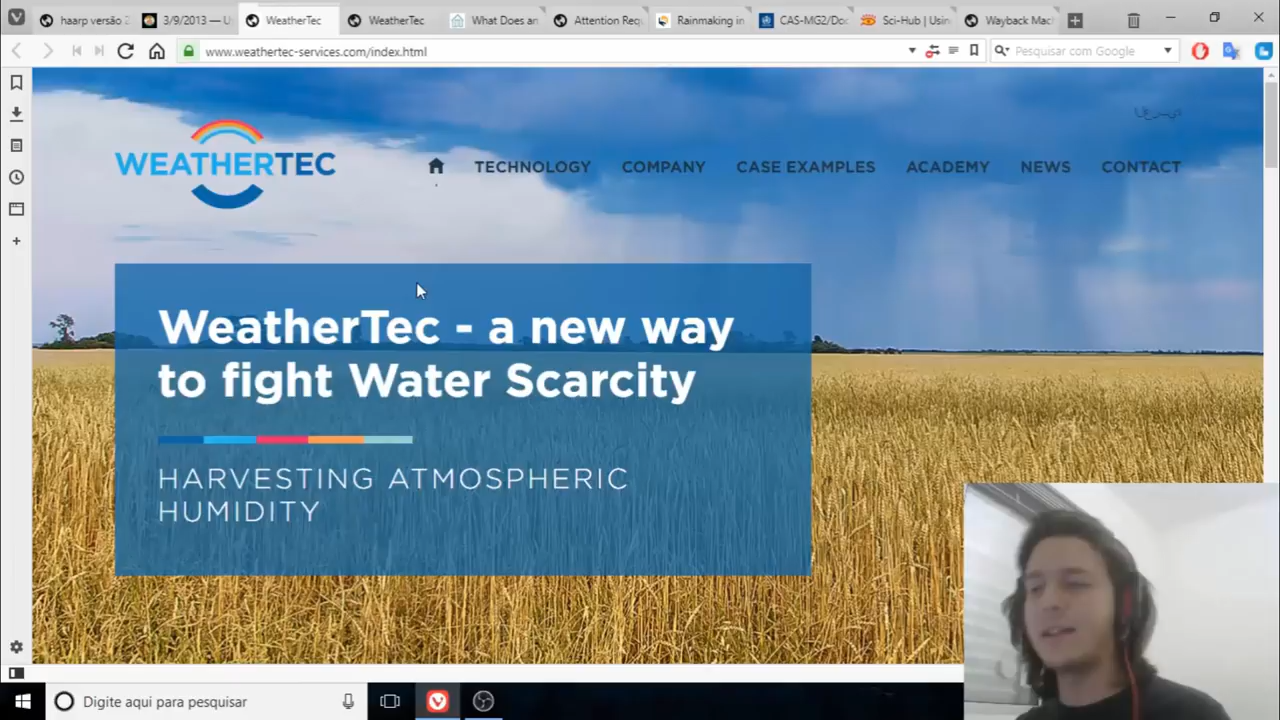 haarp versão 2
3/9/2013 — U
WeatherTec
WeatherTec
What Does an
Attention Req
Rainmaking in
CAS-MG2/Doc
Sci-Hub | Usin
Wayback Mac
www.weathertec-services.com/index.html
Pesquisar com Google
WEATHERTEC
TECHNOLOGY
COMPANY
CASE EXAMPLES
ACADEMY
NEWS
CONTACT
WeatherTec - a new way
to fight Water Scarcity
HARVESTING ATMOSPHERIC
HUMIDITY
Digite aqui para pesquisar